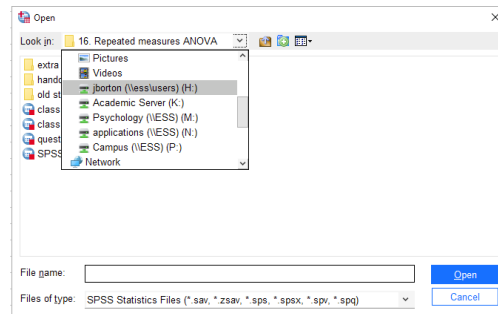 Open
Look in: 16. Repeated measures ANOVA
Pictures
extra
Videos
hando
jborton (\\ess\users) (H:)
old st
Academic Server (K:)
class
Psychology (\\ESS) (M:)
class
applications (\\ESS) (N:)
quest
Campus (\\ESS) (P:)
SPSS
Network
File name:
Open
Files of type: SPSS Statistics Files (*.sav, *.zsav, *.sps, *.spsx, *.spv, *.spq)
Cancel